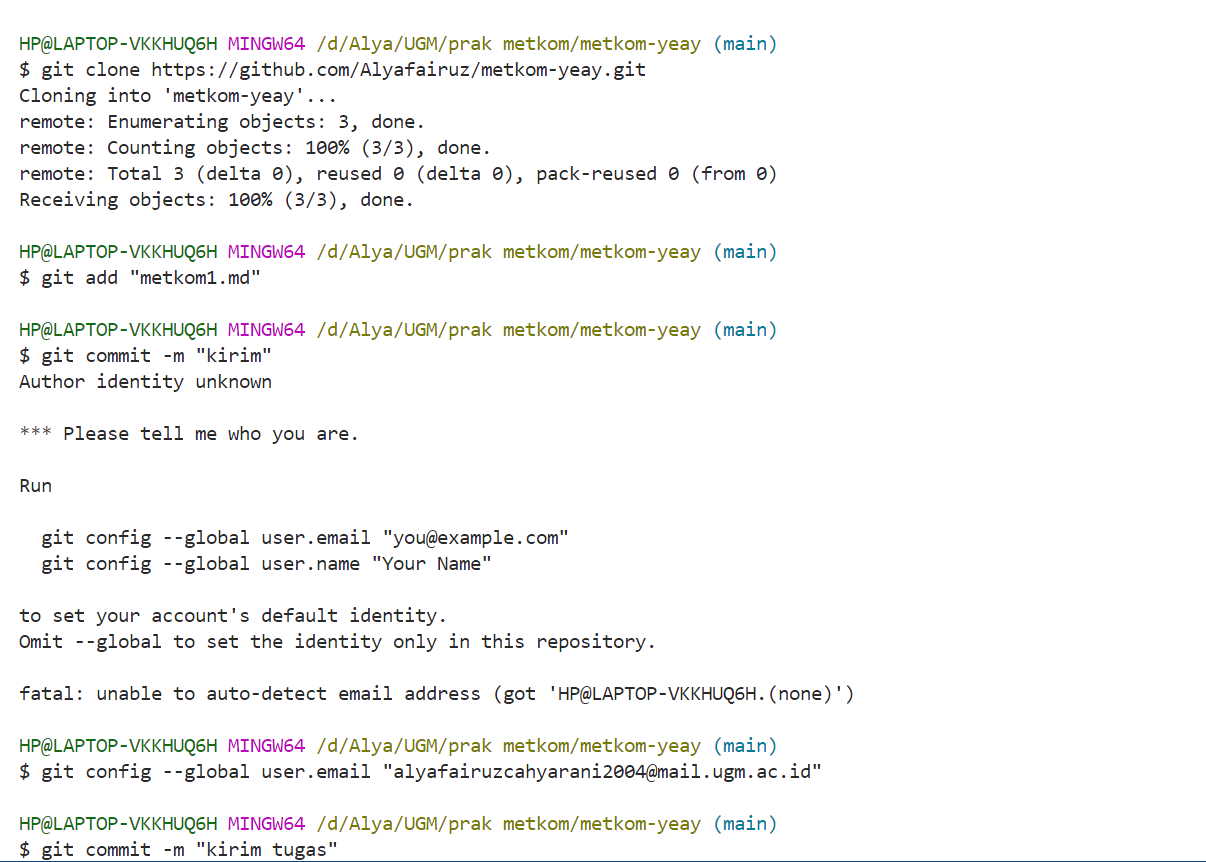 HP@LAPTOP-VKKHUQ6H MINGW64 /d/Alya/UGM/prak metkom/metkom-yeay (main)
$ git clone https://github.com/Alyafairuz/metkom-yeay.git
Cloning into 'metkom-yeay'...
remote: Enumerating objects: 3, done.
remote: Counting objects: 100% (3/3), done.
remote: Total 3 (delta 0), reused 0 (delta 0), pack-reused 0 (from 0)
Receiving objects: 100% (3/3), done.
HP@LAPTOP-VKKHUQ6H MINGW64 /d/Alya/UGM/prak metkom/metkom-yeay (main)
$ git add "metkom1.md"
HP@LAPTOP-VKKHUQ6H MINGW64 /d/Alya/UGM/prak metkom/metkom-yeay (main)
$ git commit -m "kirim"
Author identity unknown
*** Please tell me who you are.
Run
git config --global user.email "you@example.com"
git config --global user.name "Your Name"
to set your account's default identity.
Omit --global to set the identity only in this repository.
fatal: unable to auto-detect email address (got 'HP@LAPTOP-VKKHUQ6H.(none)')
HP@LAPTOP-VKKHUQ6H MINGW64 /d/Alya/UGM/prak metkom/metkom-yeay (main)
$ git config --global user.email "alyafairuzcahyarani2004@mail.ugm.ac.id"
HP@LAPTOP-VKKHUQ6H MINGW64 /d/Alya/UGM/prak metkom/metkom-yeay (main)
$ git commit -m "kirim tugas"